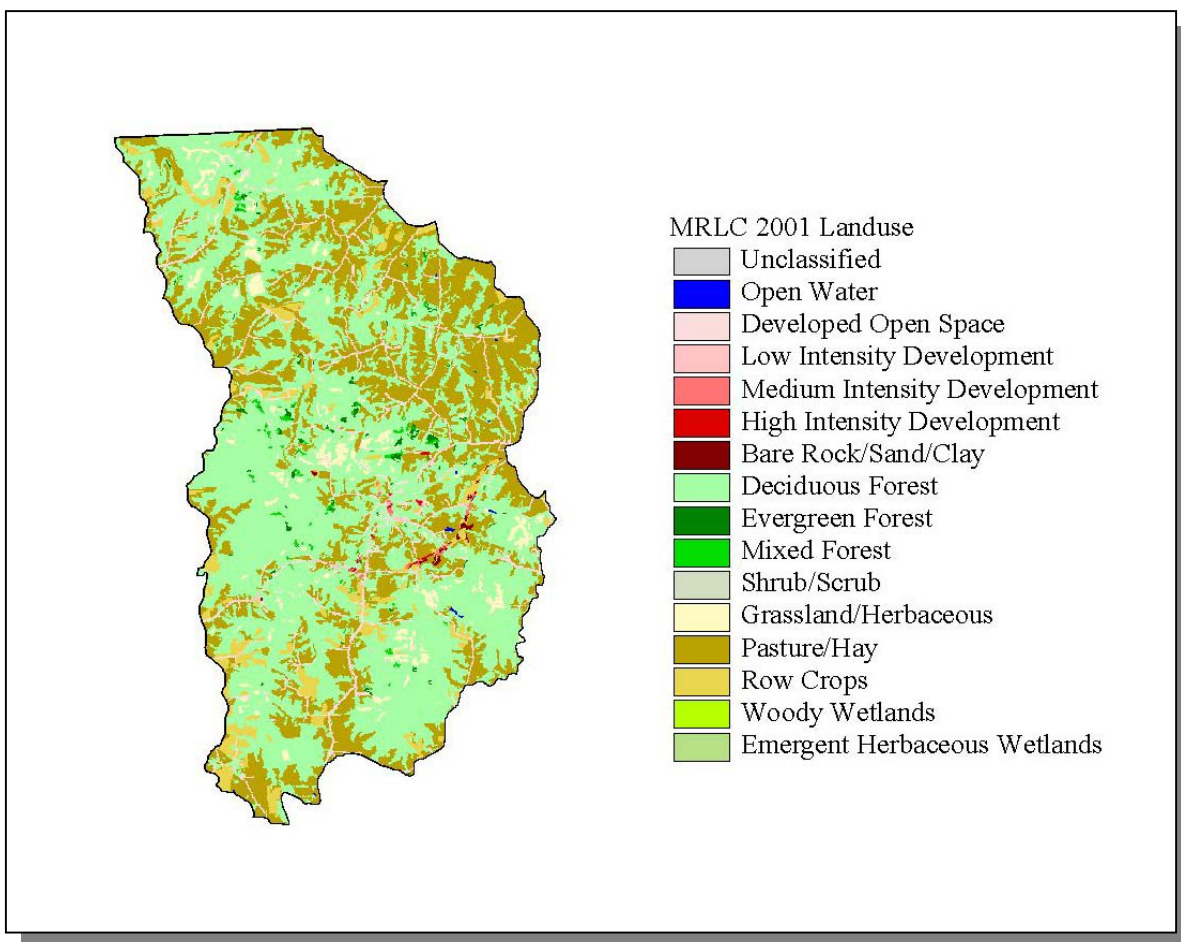 MRLC 2001 Landuse
Unclassified
Open Water
Developed Open Space
Low Intensity Development
Medium Intensity Development
High Intensity Development
Bare Rock/Sand/Clay
Deciduous Forest
Evergreen Forest
Mixed Forest
Shrub/Scrub
Grassland/Herbaceous
Pasture/Hay
Row Crops
Woody Wetlands
Emergent Herbaceous Wetlands